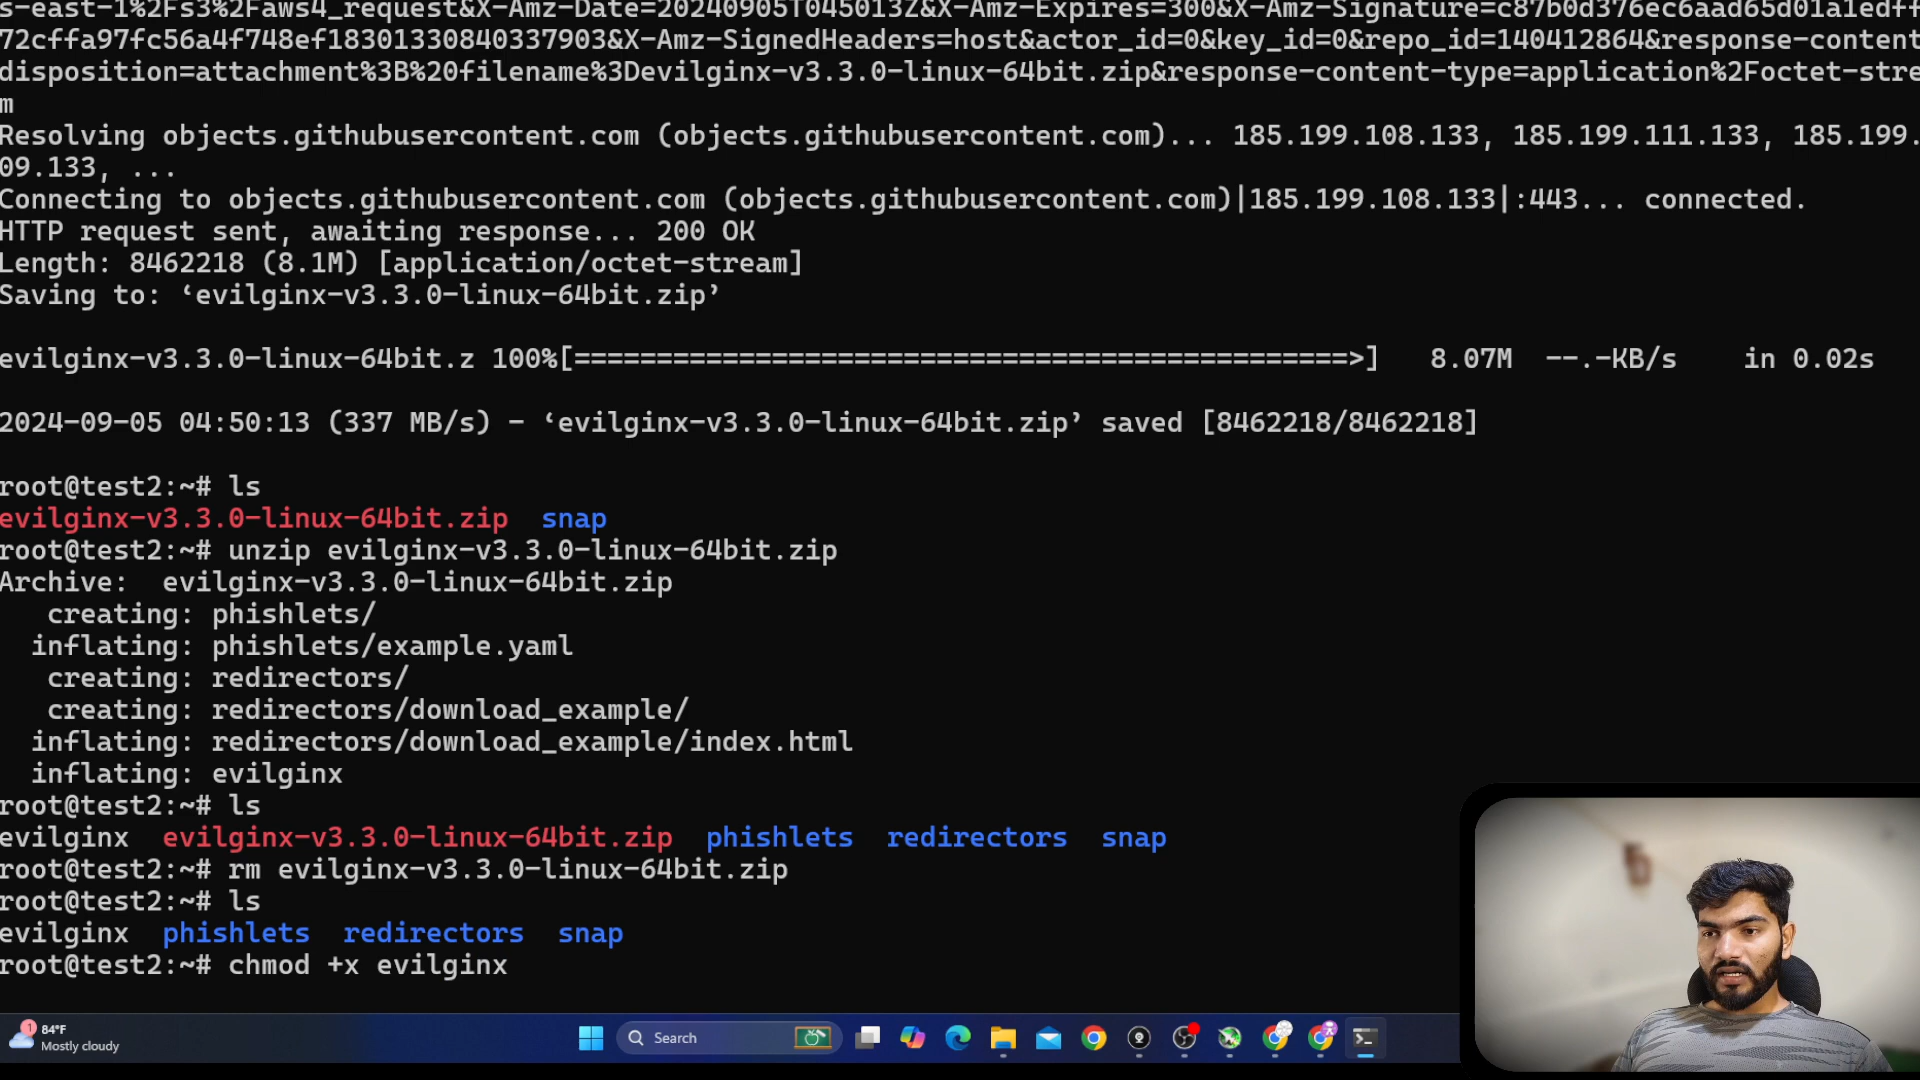 s-east-1%2Fs3%2Faws4_request&X-Amz-Date=20240905T045013Z&X-Amz-Expires=300&X-Amz-Signature=c87b0d376ec6aad65d01a1edff
72cffa97fc56a4f748ef18301330840337903&X-Amz-SignedHeaders=host&actor_id=0&key_id=0&repo_id=140412864&response-content
disposition=attachment%3B%20filename%3Devilginx-v3.3.0-linux-64bit.zip&response-content-type=application%2Foctet-stre
m
Resolving objects.githubusercontent.com (objects.githubusercontent.com)... 185.199.108.133, 185.199.111.133, 185.199.
09.133, ...
Connecting to objects.githubusercontent.com (objects.githubusercontent.com)|185.199.108.133|:443... connected.
HTTP request sent, awaiting response... 200 OK
Length: 8462218 (8.1M) [application/octet-stream]
Saving to: ‘evilginx-v3.3.0-linux-64bit.zip’
evilginx-v3.3.0-linux-64bit.z 100%[===============================================>]   8.07M  --.-KB/s    in 0.02s
2024-09-05 04:50:13 (337 MB/s) - ‘evilginx-v3.3.0-linux-64bit.zip’ saved [8462218/8462218]
root@test2:~# ls
evilginx-v3.3.0-linux-64bit.zip  snap
root@test2:~# unzip evilginx-v3.3.0-linux-64bit.zip
Archive:  evilginx-v3.3.0-linux-64bit.zip
creating: phishlets/
inflating: phishlets/example.yaml
creating: redirectors/
creating: redirectors/download_example/
inflating: redirectors/download_example/index.html
inflating: evilginx
root@test2:~# ls
evilginx  evilginx-v3.3.0-linux-64bit.zip  phishlets  redirectors  snap
root@test2:~# rm evilginx-v3.3.0-linux-64bit.zip
root@test2:~# ls
evilginx  phishlets  redirectors  snap
root@test2:~# chmod +x evilginx
1
84°F
Mostly cloudy
Search